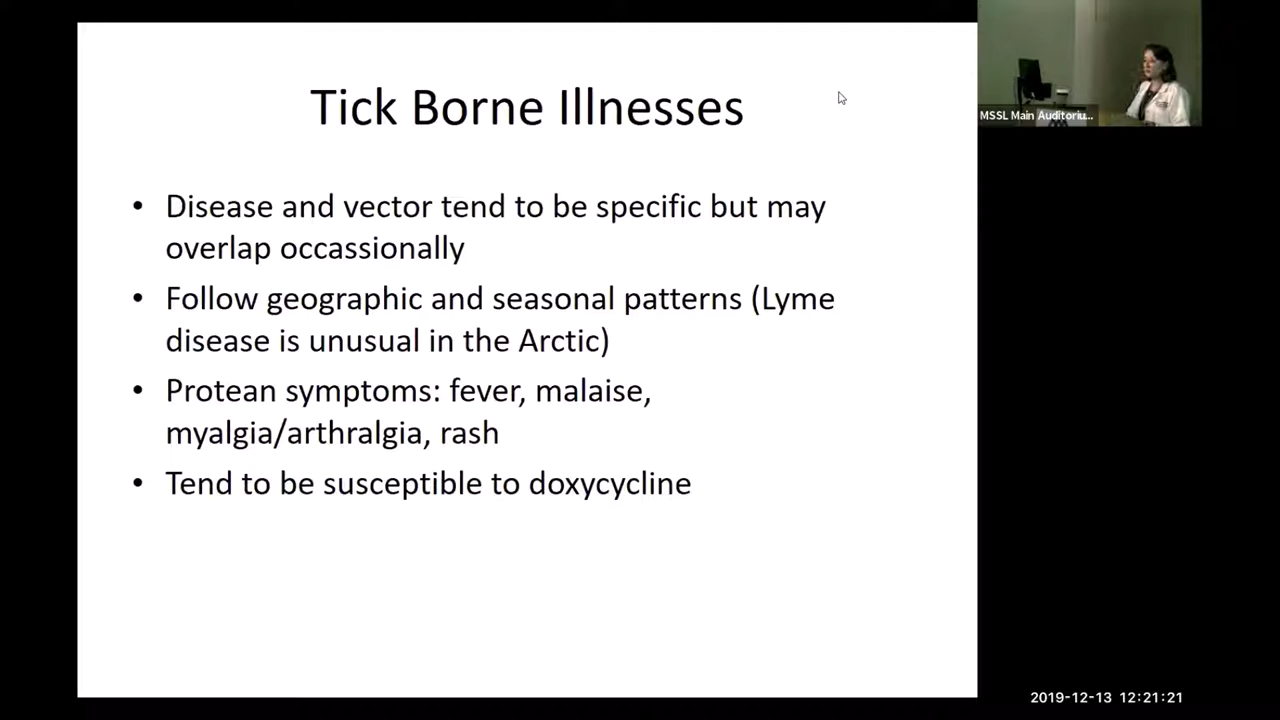 Tick Borne Illnesses
• Disease and vector tend to be specific but may
overlap occassionally
• Follow geographic and seasonal patterns (Lyme
disease is unusual in the Arctic)
• Protean symptoms: fever, malaise,
myalgia/arthralgia, rash
• Tend to be susceptible to doxycycline
MSSL Main Auditoriu...
2019-12-13 12:21:21